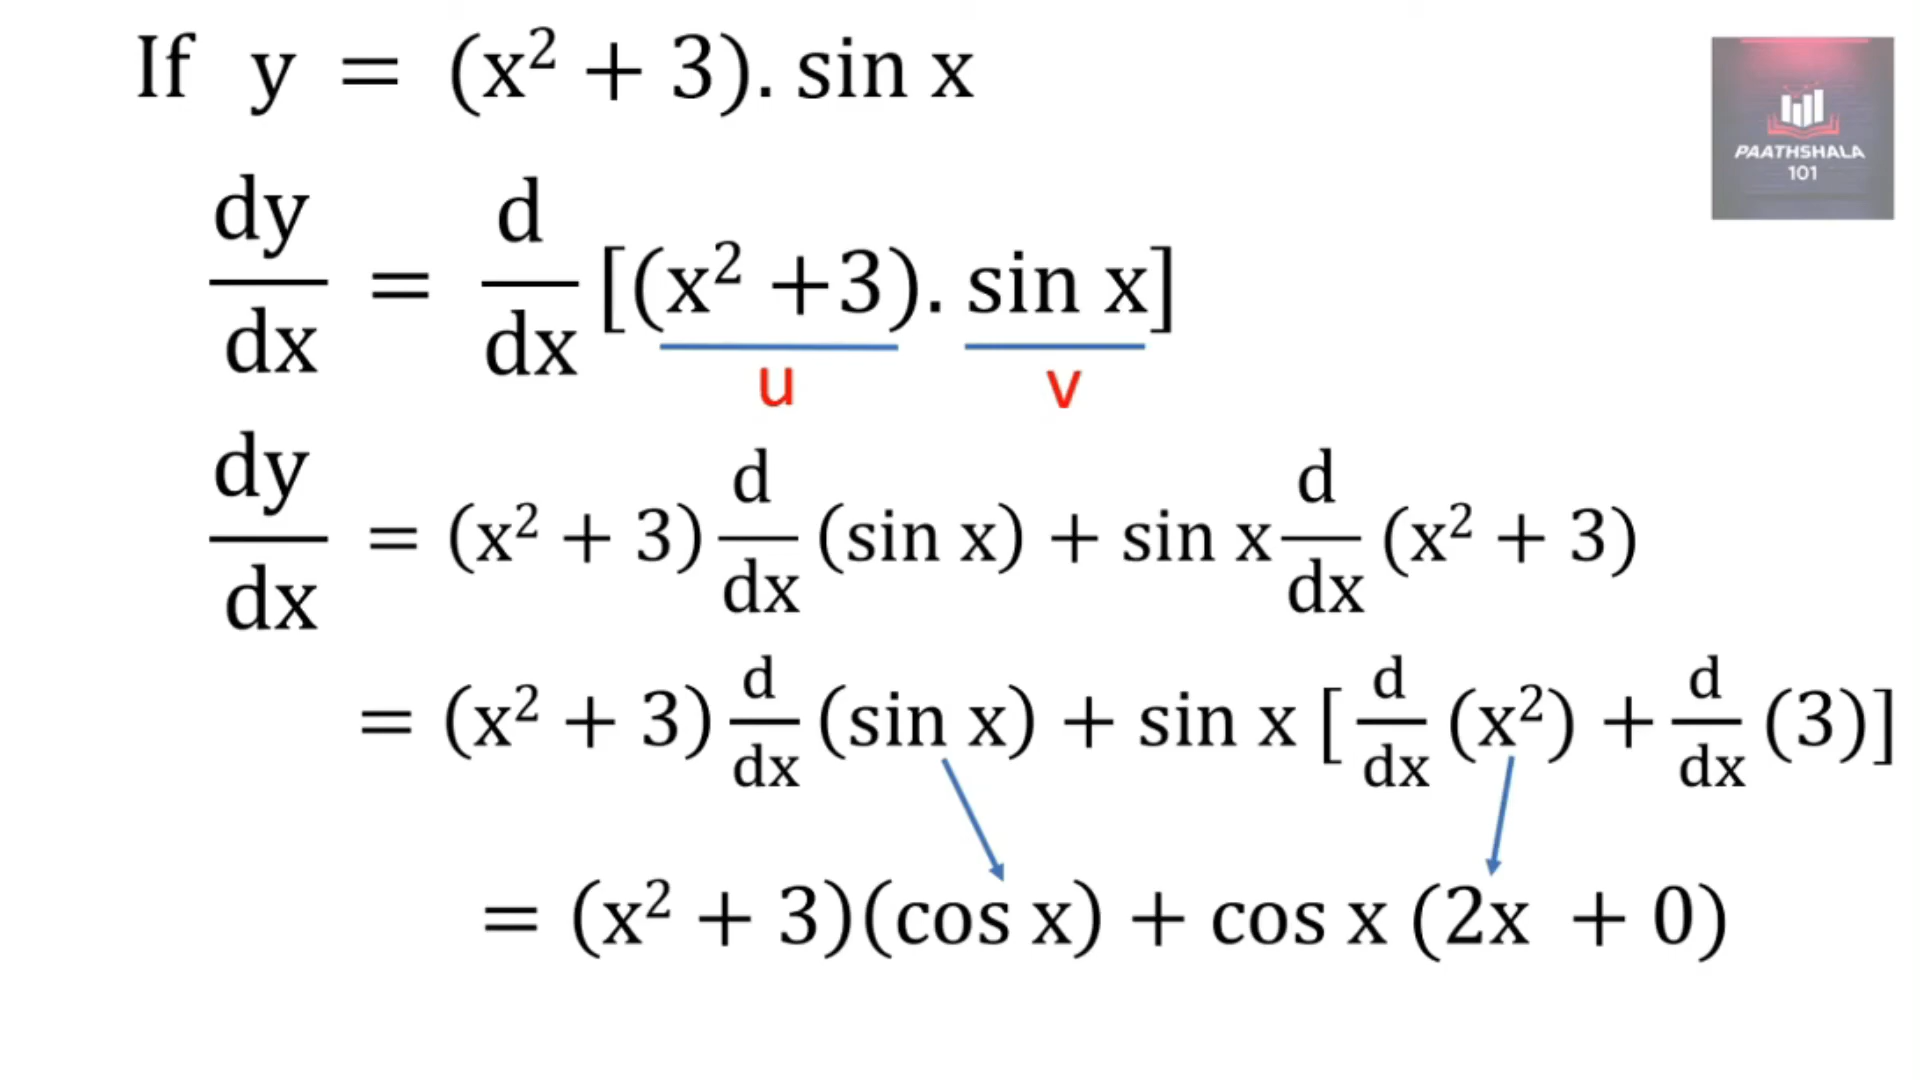 If y = (x² + 3). sin x
PAATHSHALA
101
dy/dx = d/dx [(x² +3). sin x]
u v
dy/dx = (x² + 3) d/dx (sin x) + sin x d/dx (x² + 3)
= (x² + 3) d/dx (sin x) + sin x [d/dx (x²) + d/dx (3)]
= (x² + 3)(cos x) + cos x (2x + 0)